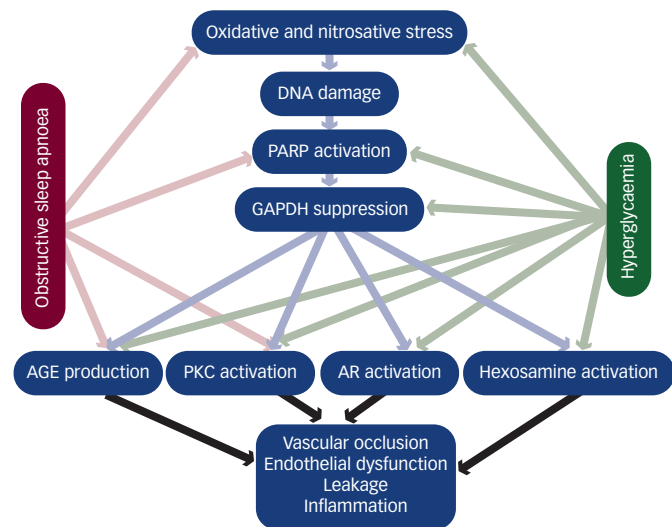 Oxidative and nitrosative stress
DNA damage
PARP activation
GAPDH suppression
Obstructive sleep apnoea
Hyperglycaemia
AGE production
PKC activation
AR activation
Hexosamine activation
Vascular occlusion
Endothelial dysfunction
Leakage
Inflammation